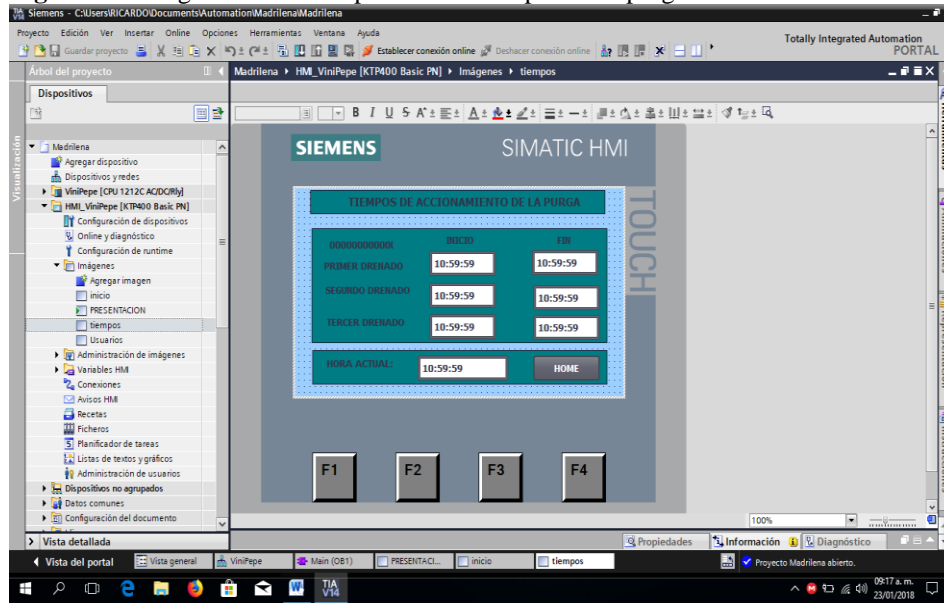 Siemens - C:\Users\RICARDO\Documents\Automation\Madrilena\Madrilena
Proyecto Edición Ver Insertar Online Opciones Herramientas Ventana Ayuda
Guardar proyecto
Establecer conexión online
Deshacer conexión online
Totally Integrated Automation
PORTAL
Árbol del proyecto
Madrilena ▸ HMI_ViniPepe [KTP400 Basic PN] ▸ Imágenes ▸ tiempos
Dispositivos
Visualización
Madrilena
Agregar dispositivo
Dispositivos y redes
ViniPepe [CPU 1212C AC/DC/Rly]
HMI_ViniPepe [KTP400 Basic PN]
Configuración de dispositivos
Online y diagnóstico
Configuración de runtime
Imágenes
Agregar imagen
inicio
PRESENTACION
tiempos
Usuarios
Administración de imágenes
Variables HMI
Conexiones
Avisos HMI
Recetas
Ficheros
Planificador de tareas
Listas de textos y gráficos
Administración de usuarios
Dispositivos no agrupados
Datos comunes
Configuración del documento
Vista detallada
SIEMENS
SIMATIC HMI
TOUCH
TIEMPOS DE ACCIONAMIENTO DE LA PURGA
INICIO FIN
PRIMER DRENADO 10:59:59 10:59:59
SEGUNDO DRENADO 10:59:59 10:59:59
TERCER DRENADO 10:59:59 10:59:59
HORA ACTUAL: 10:59:59 HOME
F1 F2 F3 F4
100%
Propiedades Información Diagnóstico
Vista del portal Vista general ViniPepe Main (OB1) PRESENTACI... inicio tiempos
Proyecto Madrilena abierto.
TIA V14
09:17 a. m.
23/01/2018